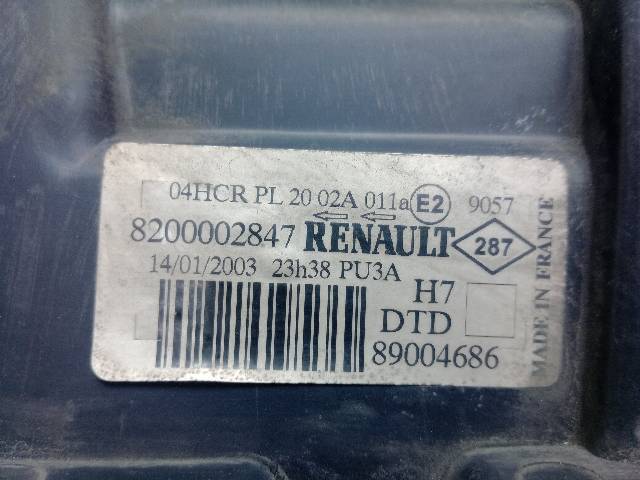 04HCR PL 20 02A 011a E2 9057
8200002847 RENAULT 287
14/01/2003 23h38 PU3A
H7
DTD
89004686
MADE IN FRANCE